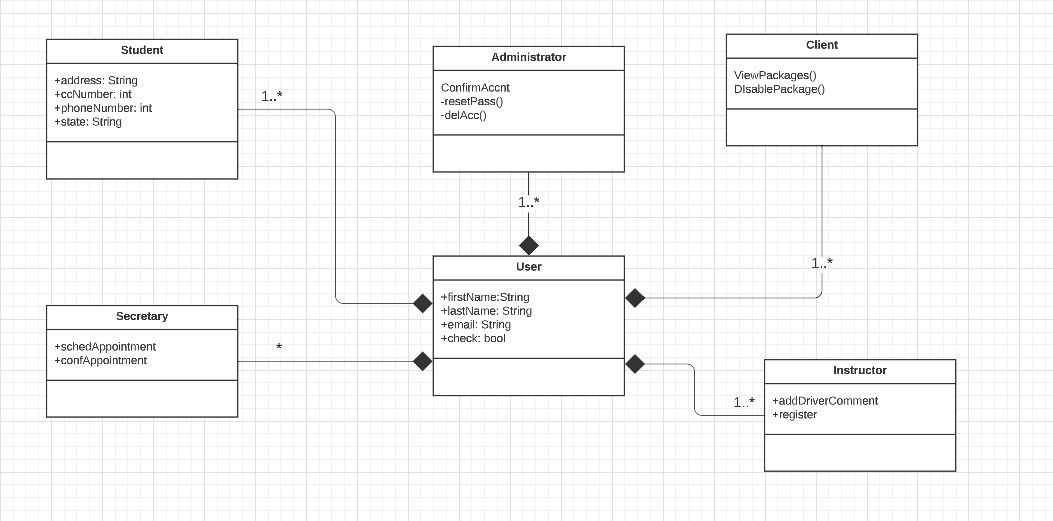 Student
+address: String
+ccNumber: int
+phoneNumber: int
+state: String
1..*
Administrator
ConfirmAccnt
-resetPass()
-delAcc()
1..*
Client
ViewPackages()
DIsablePackage()
1..*
User
+firstName:String
+lastName: String
+email: String
+check: bool
Secretary
+schedAppointment
+confAppointment
*
Instructor
+addDriverComment
+register
1..*